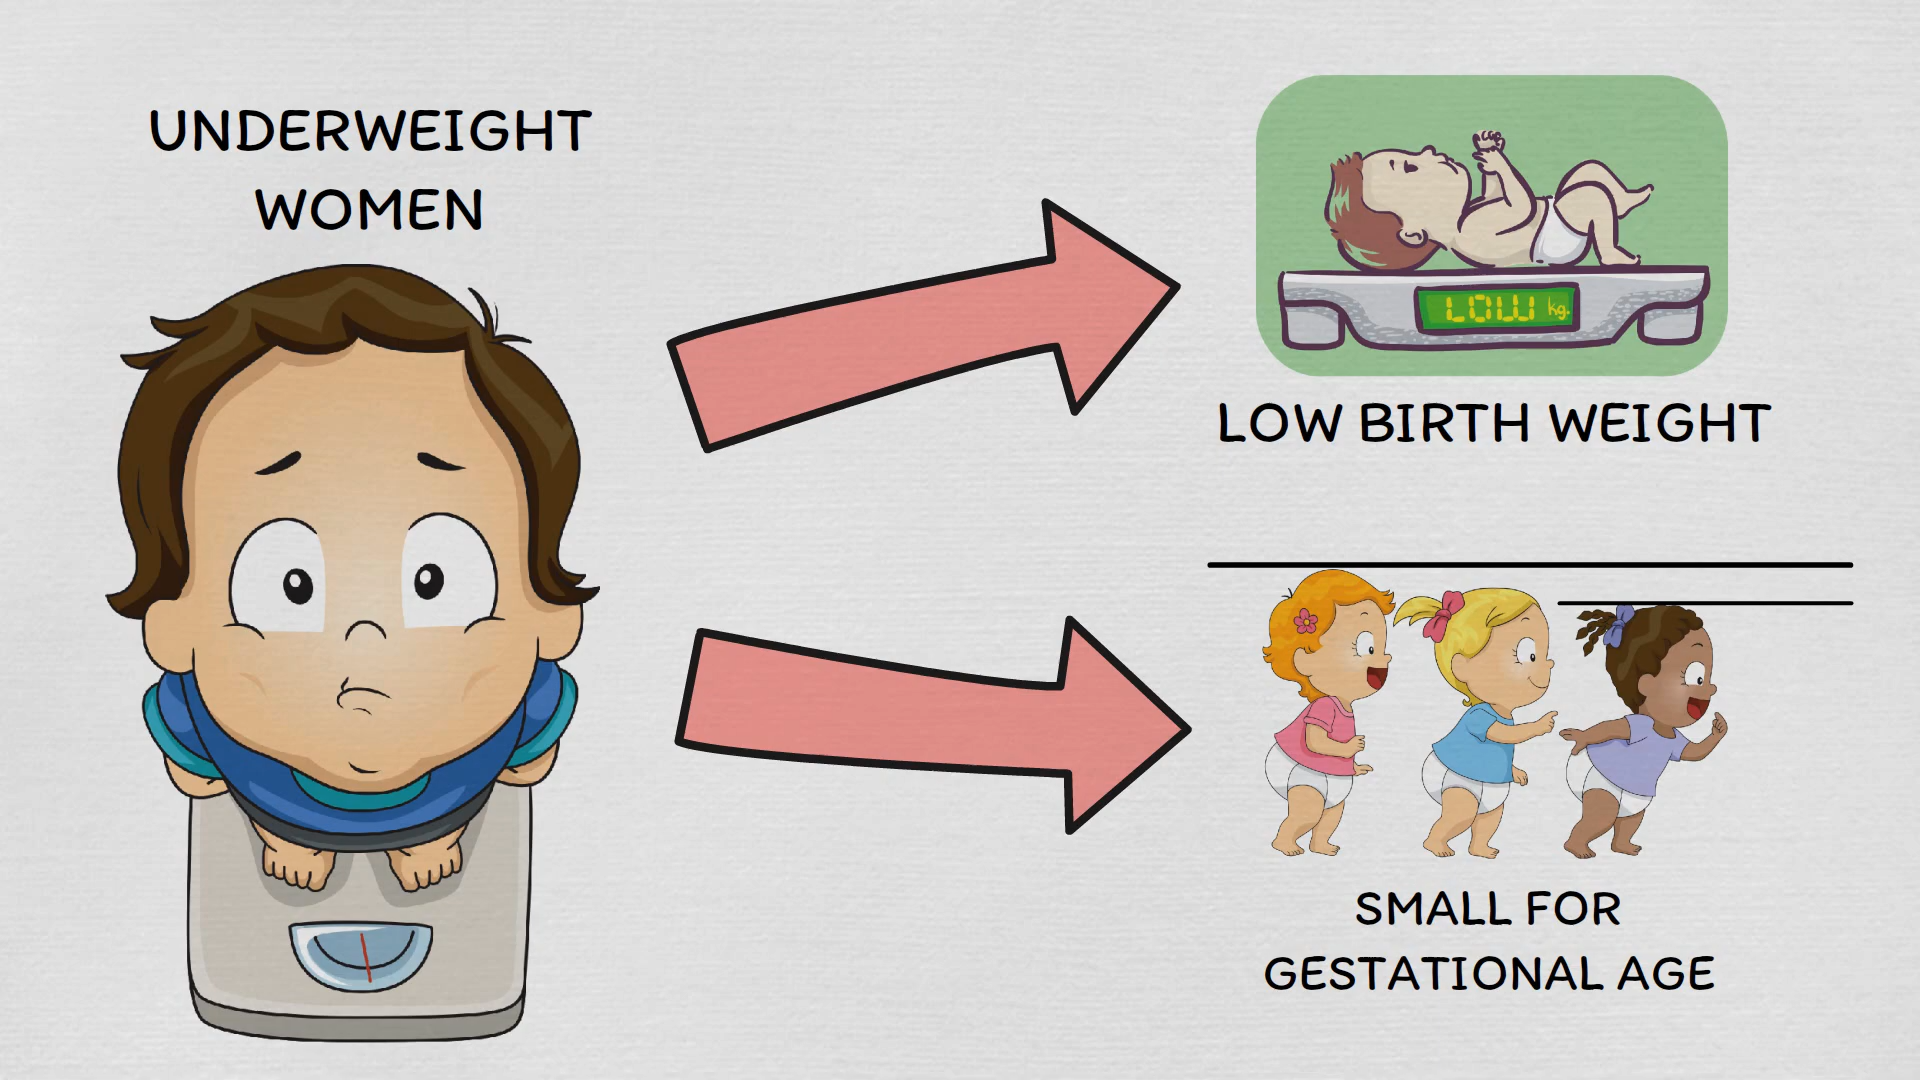 UNDERWEIGHT
WOMEN
LOW kg.
LOW BIRTH WEIGHT
SMALL FOR
GESTATIONAL AGE